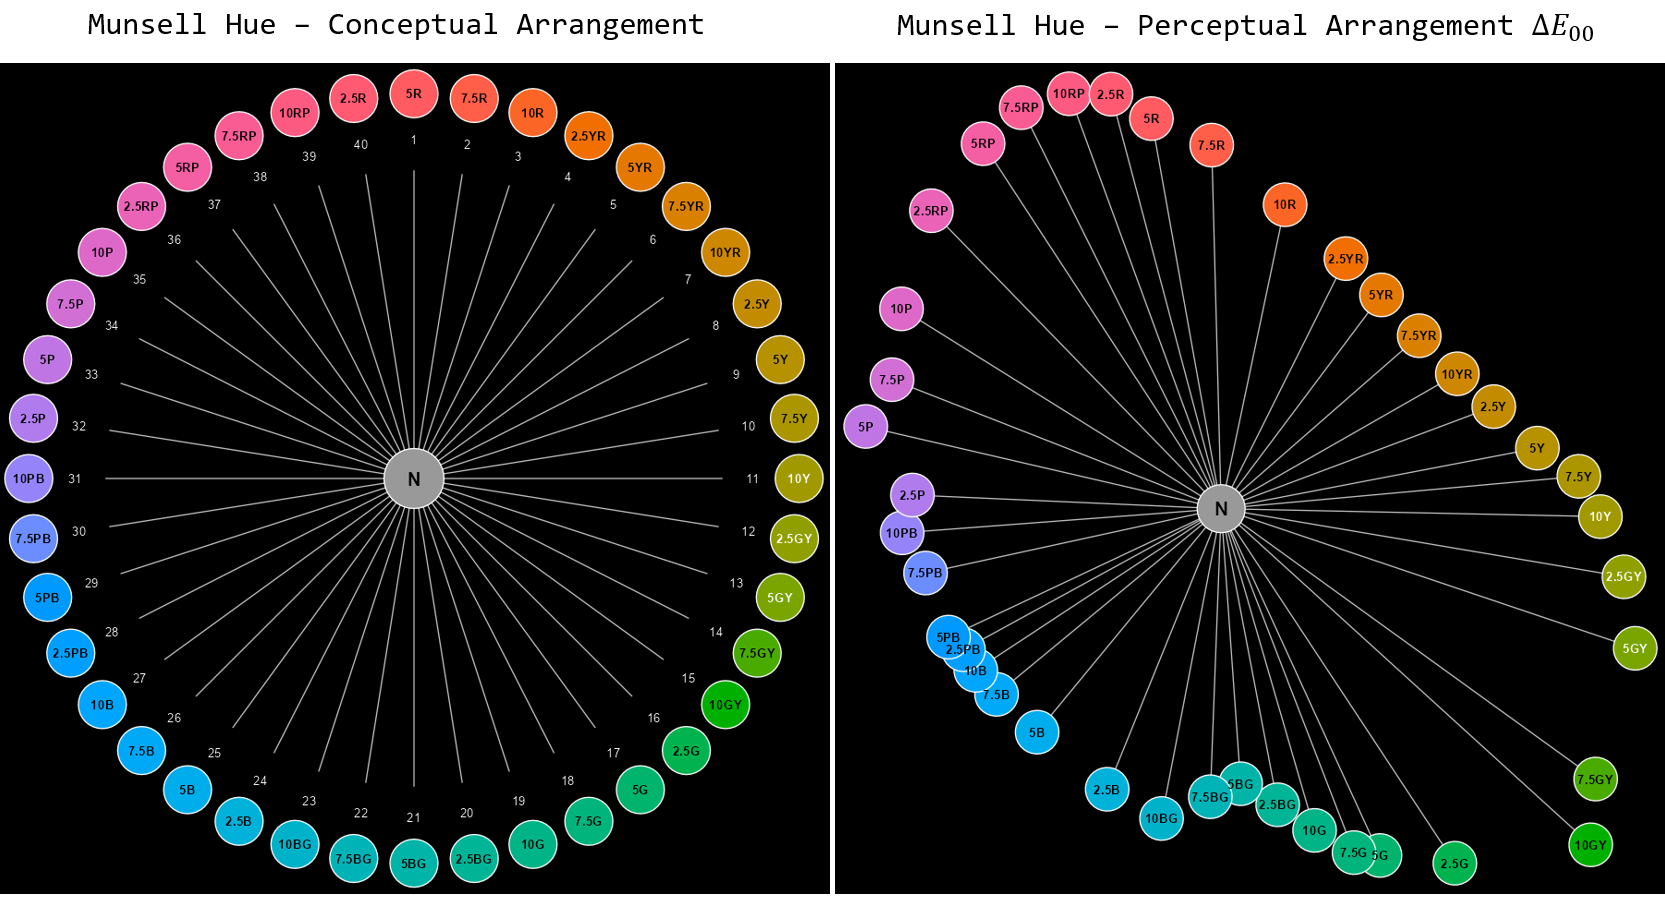 Munsell Hue – Conceptual Arrangement
5R
7.5R
10R
2.5YR
5YR
7.5YR
10YR
2.5Y
5Y
7.5Y
10Y
2.5GY
5GY
7.5GY
10GY
2.5G
5G
7.5G
10G
2.5BG
5BG
7.5BG
10BG
2.5B
5B
7.5B
10B
2.5PB
5PB
7.5PB
10PB
2.5P
5P
7.5P
10P
2.5RP
5RP
7.5RP
10RP
2.5R
1
2
3
4
5
6
7
8
9
10
11
12
13
14
15
16
17
18
19
20
21
22
23
24
25
26
27
28
29
30
31
32
33
34
35
36
37
38
39
40
N
Munsell Hue – Perceptual Arrangement ΔE₀₀
5R
7.5R
10R
2.5YR
5YR
7.5YR
10YR
2.5Y
5Y
7.5Y
10Y
2.5GY
5GY
7.5GY
10GY
2.5G
5G
7.5G
10G
2.5BG
5BG
7.5BG
10BG
2.5B
5B
7.5B
10B
2.5PB
5PB
7.5PB
10PB
2.5P
5P
7.5P
10P
2.5RP
5RP
7.5RP
10RP
2.5R
N